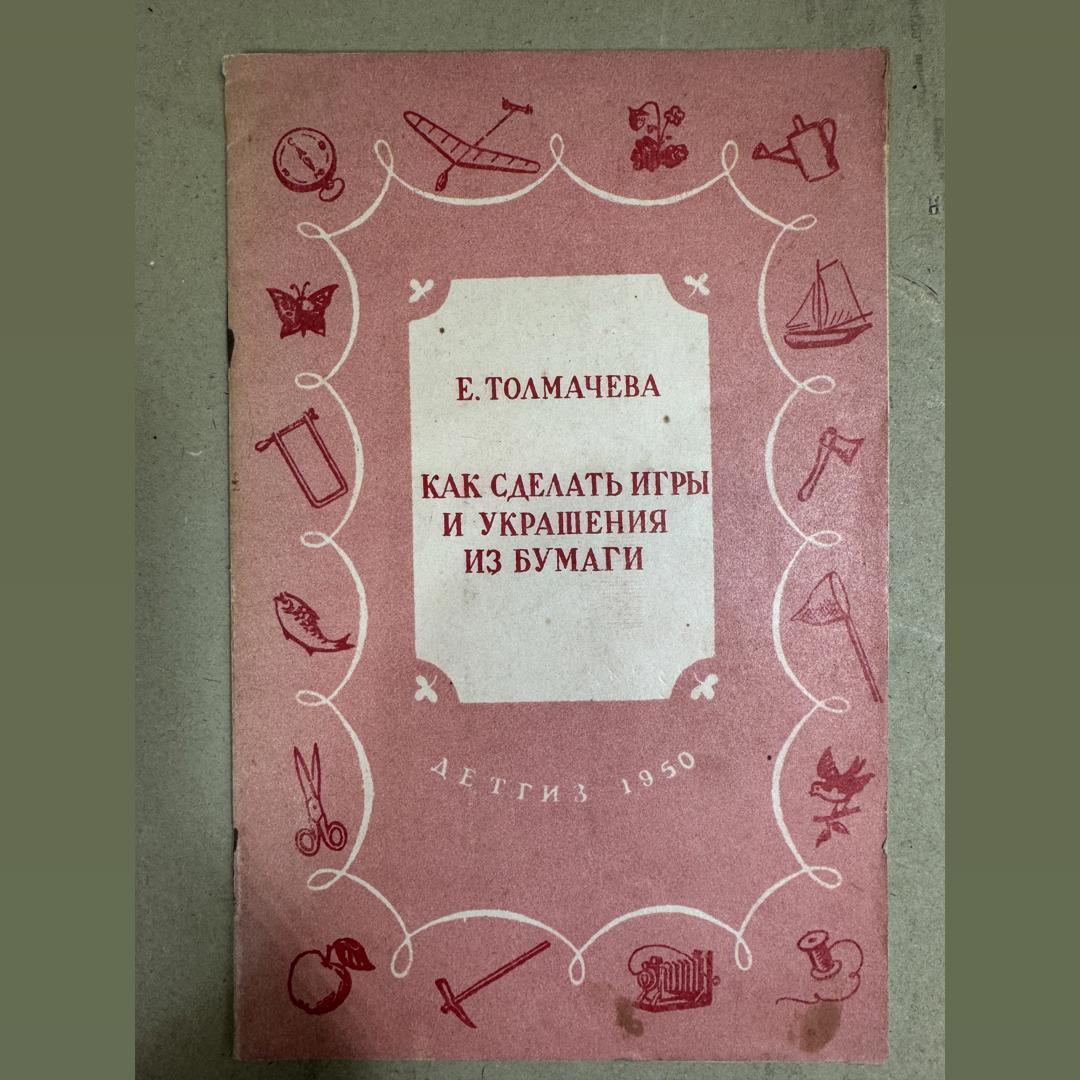 Е. ТОЛМАЧЕВА
КАК СДЕЛАТЬ ИГРЫ
И УКРАШЕНИЯ
ИЗ БУМАГИ
ДЕТГИЗ 1950